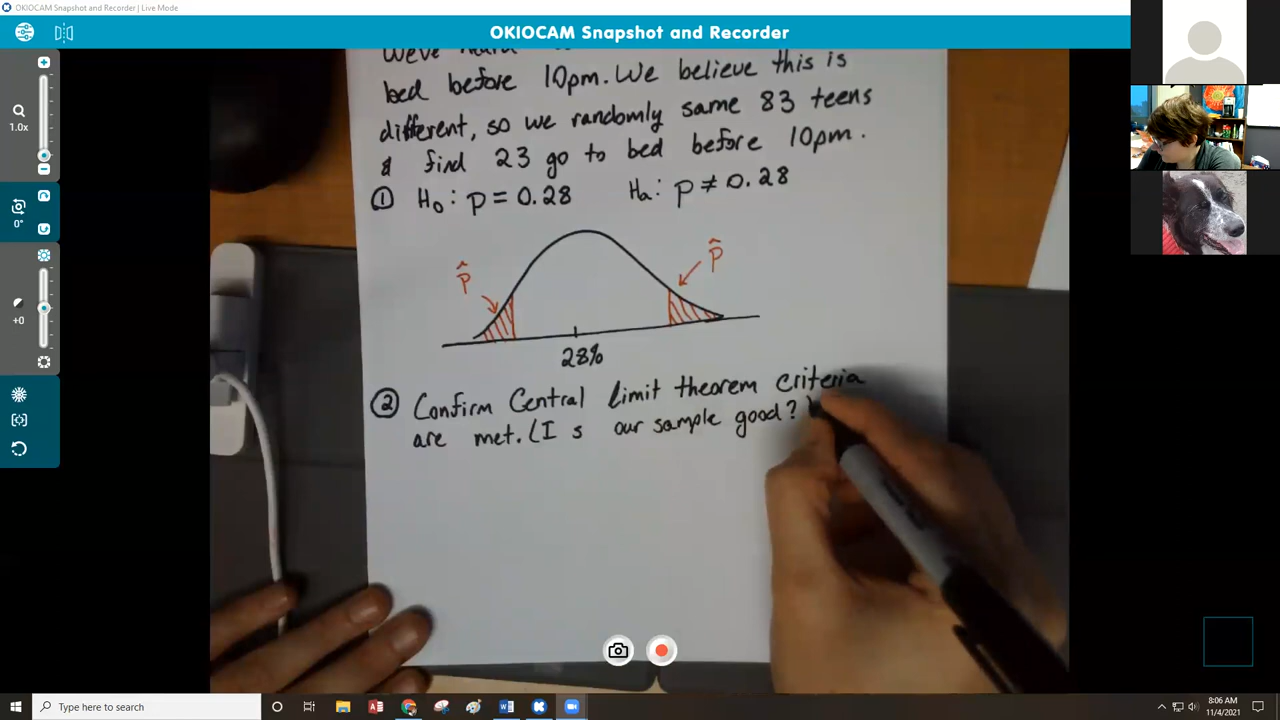 OKIOCAM Snapshot and Recorder | Live Mode
OKIOCAM Snapshot and Recorder
1.0x
0°
+0
We've heard
bed before 10pm. We believe this is
different, so we randomly same 83 teens
& find 23 go to bed before 10pm.
① H₀ : p = 0.28 Ha : p ≠ 0.28
p̂ p̂
28%
② Confirm Central limit theorem criteria
are met. (I s our sample good?)
Type here to search
8:06 AM
11/4/2021